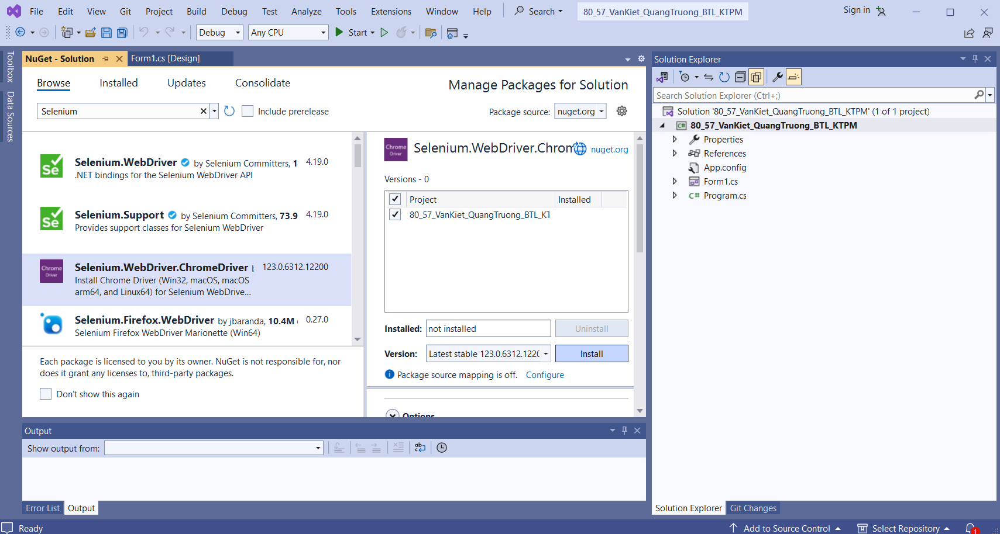 File Edit View Git Project Build Debug Test Analyze Tools Extensions Window Help Search 80_57_VanKiet_QuangTruong_BTL_KTPM Sign in
Debug Any CPU Start
Toolbox
Data Sources
NuGet - Solution Form1.cs [Design]
Browse Installed Updates Consolidate Manage Packages for Solution
Selenium Include prerelease Package source: nuget.org
Selenium.WebDriver by Selenium Committers, 1 4.19.0
.NET bindings for the Selenium WebDriver API
Selenium.Support by Selenium Committers, 73.9 4.19.0
Provides support classes for Selenium WebDriver
Chrome
Driver
Selenium.WebDriver.ChromeDriver 123.0.6312.12200
Install Chrome Driver (Win32, macOS, macOS
arm64, and Linux64) for Selenium WebDrive...
Selenium.Firefox.WebDriver by jbaranda, 10.4M 0.27.0
Selenium Firefox WebDriver Marionette (Win64)
Each package is licensed to you by its owner. NuGet is not responsible for, nor
does it grant any licenses to, third-party packages.
Don't show this again
Chrome
Driver
Selenium.WebDriver.Chrom nuget.org
Versions - 0
Project Installed
80_57_VanKiet_QuangTruong_BTL_KT
Installed: not installed Uninstall
Version: Latest stable 123.0.6312.1220 Install
Package source mapping is off. Configure
Options
Output
Show output from:
Error List Output
Solution Explorer
Search Solution Explorer (Ctrl+;)
Solution '80_57_VanKiet_QuangTruong_BTL_KTPM' (1 of 1 project)
C# 80_57_VanKiet_QuangTruong_BTL_KTPM
Properties
References
App.config
Form1.cs
C# Program.cs
Solution Explorer Git Changes
Ready Add to Source Control Select Repository 1